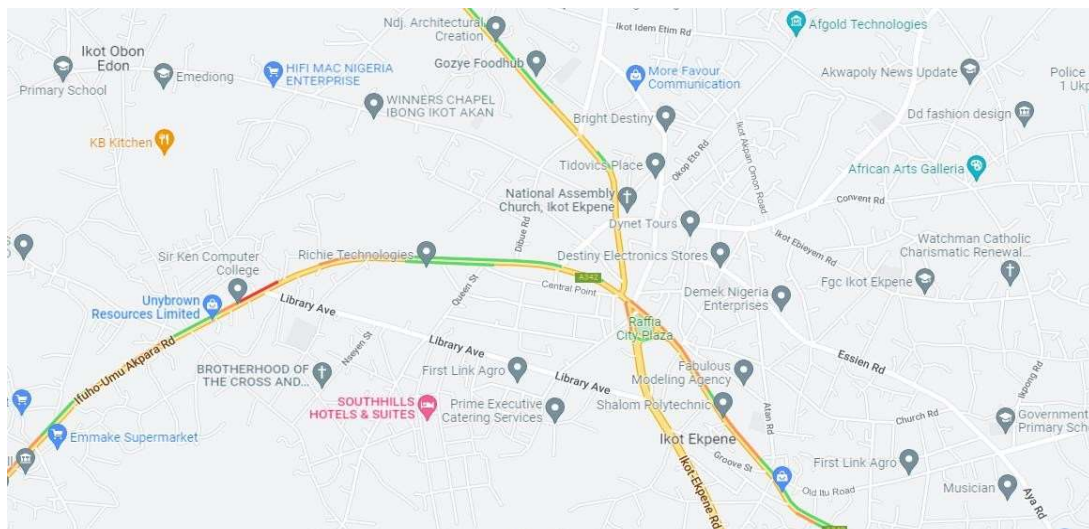 Ndj. Architectural
Creation
Ikot Idem Etim Rd
Afgold Technologies
Ikot Obon
Edon
Primary School
Emediong
HIFI MAC NIGERIA
ENTERPRISE
Gozye Foodhub
More Favour
Communication
Akwapoly News Update
Police
1 Ukp
WINNERS CHAPEL
IBONG IKOT AKAN
Bright Destiny
Dd fashion design
KB Kitchen
Tidovics Place
Okop Eto Rd
Ikot Akpan Omon Road
African Arts Galleria
National Assembly
Church, Ikot Ekpene
Convent Rd
Dynet Tours
Dibue Rd
Ikot Ebieyem Rd
Watchman Catholic
Charismatic Renewal...
Sir Ken Computer
College
Richie Technologies
Destiny Electronics Stores
A342
Queen St
Central Point
Fgc Ikot Ekpene
Demek Nigeria
Enterprises
Unybrown
Resources Limited
Library Ave
Raffia
City Plaza
Ifuho-Umu Akpara Rd
Nseyen St
Library Ave
Essien Rd
BROTHERHOOD OF
THE CROSS AND...
First Link Agro
Library Ave
Fabulous
Modeling Agency
Ikpong Rd
SOUTHHILLS
HOTELS & SUITES
Prime Executive
Catering Services
Shalom Polytechnic
Atan Rd
Church Rd
Government
Primary Scho
Emmake Supermarket
Ikot Ekpene
Groove St
First Link Agro
Ikot-Ekpene Rd
Old Itu Road
Musician
Aya Rd